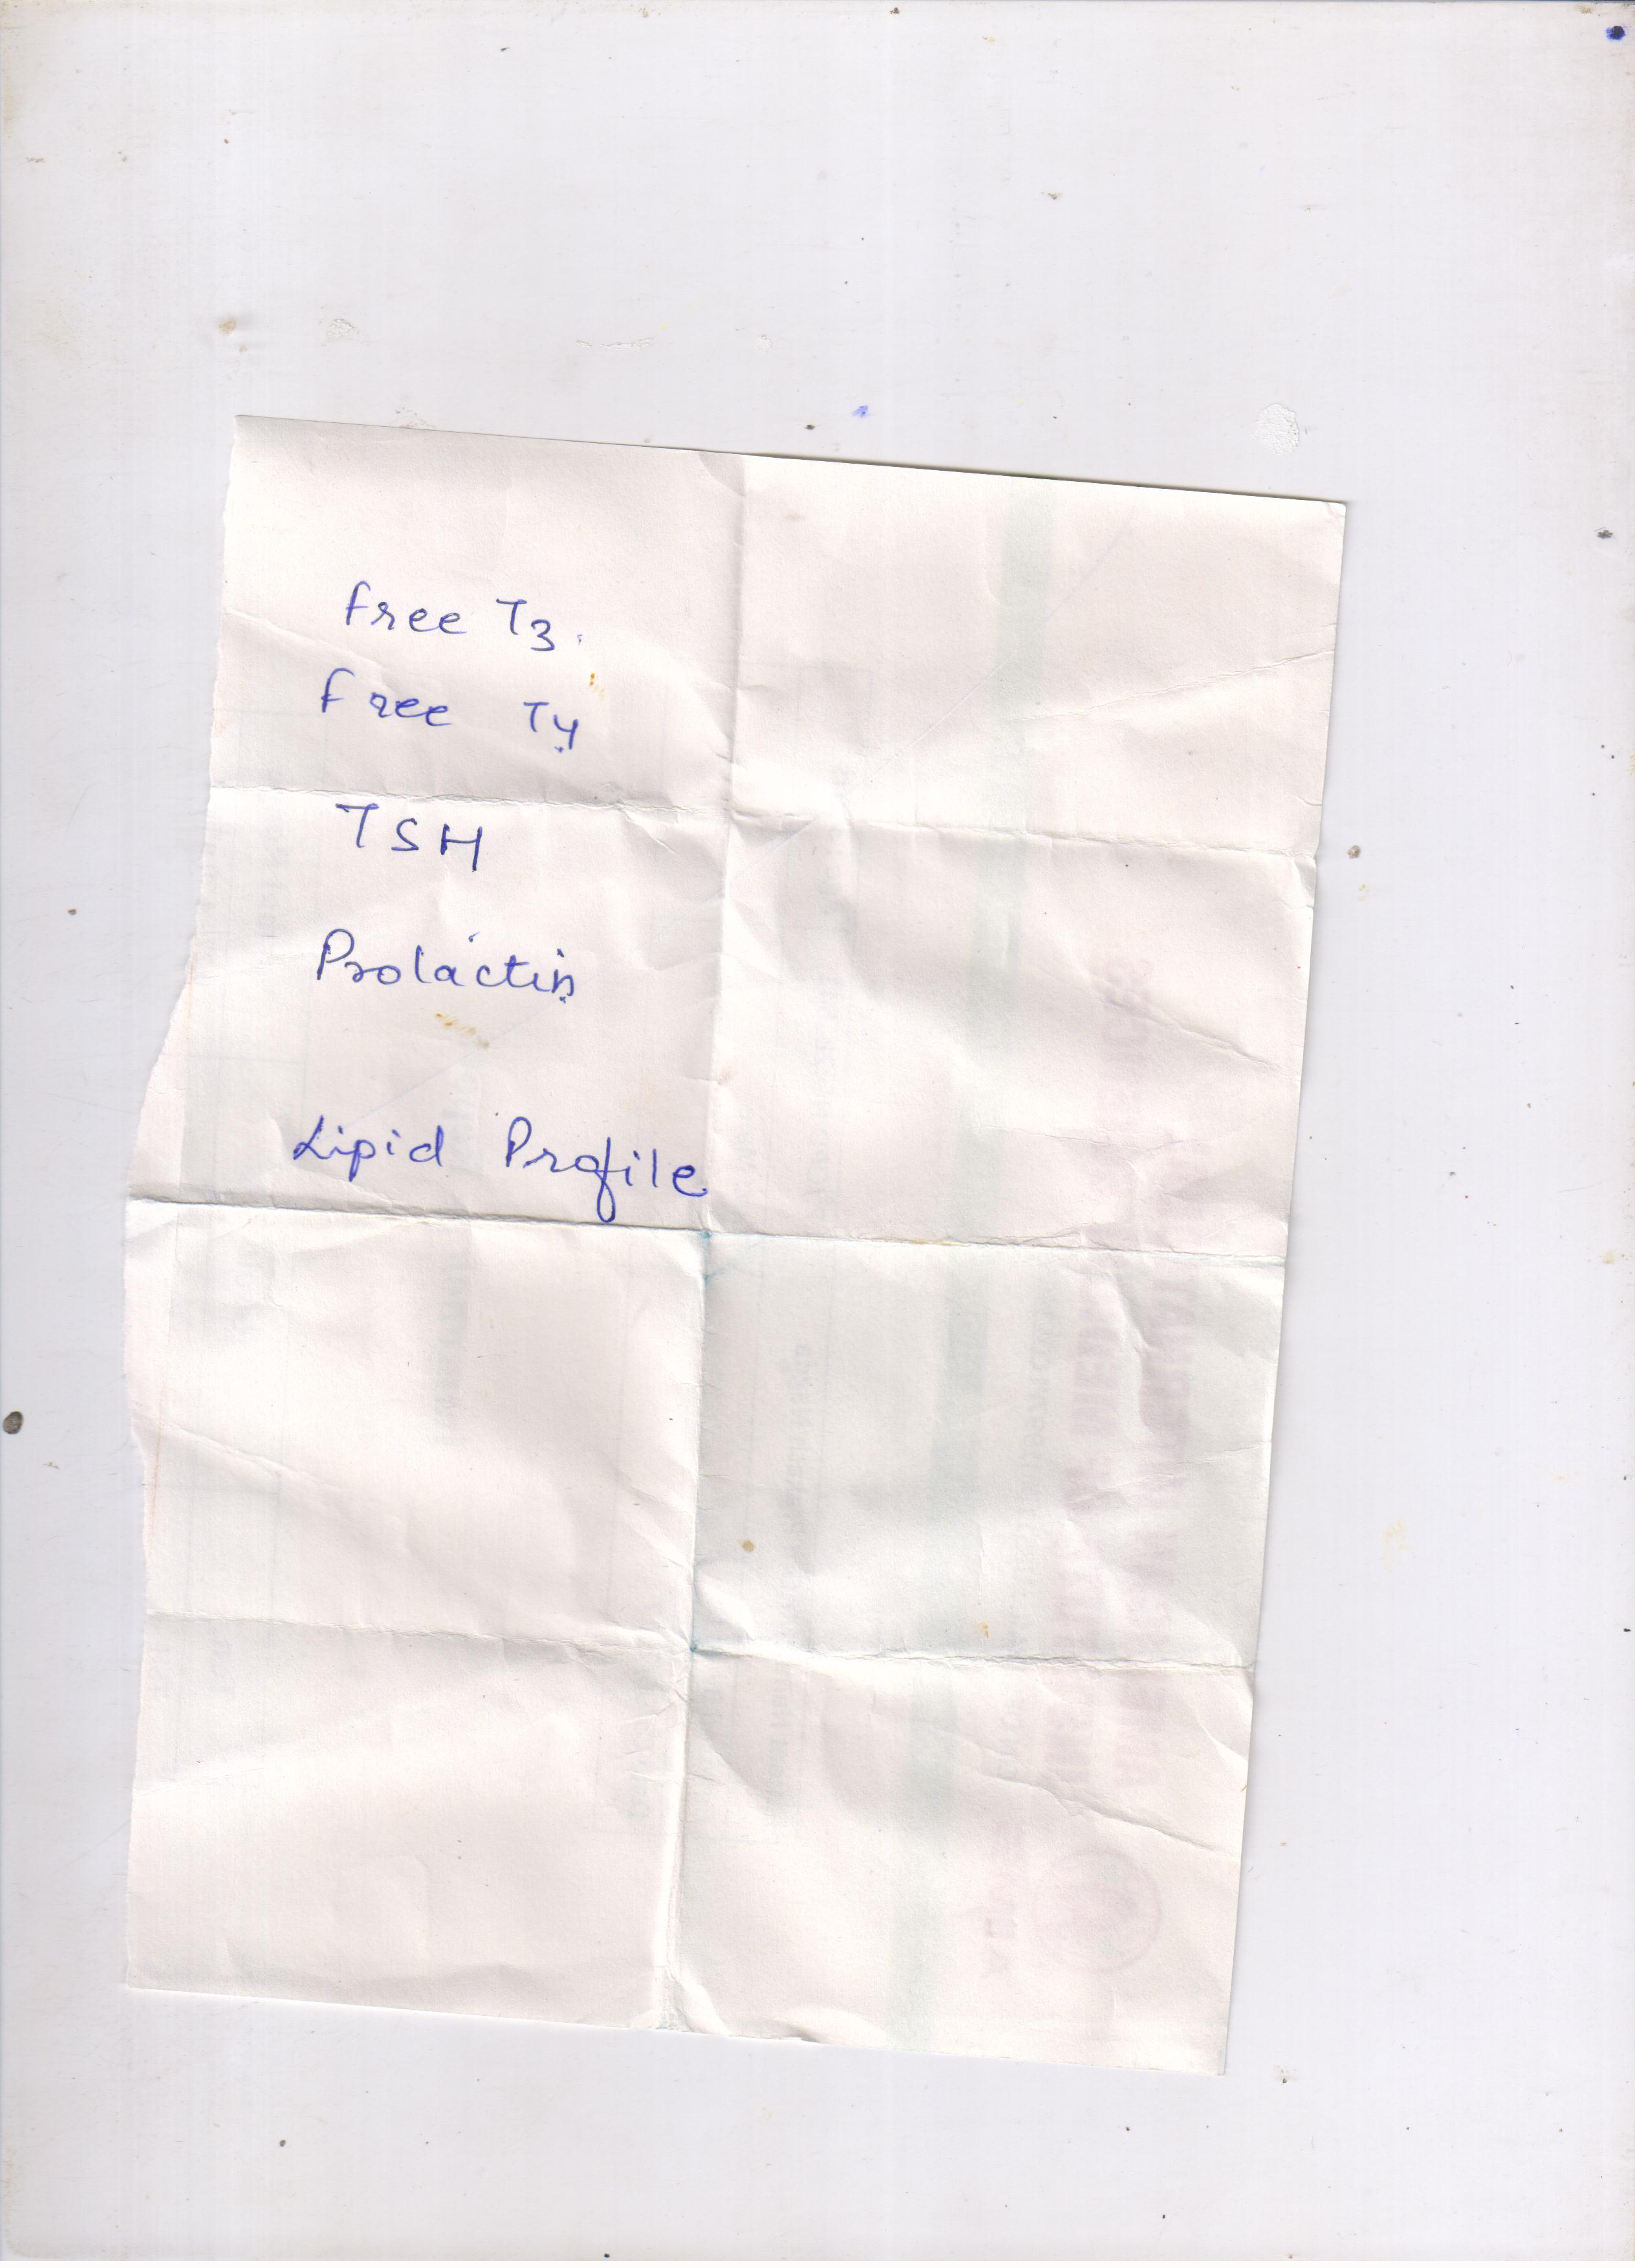 Free T3.
Free T4
TSH
Prolactin
Lipid Profile